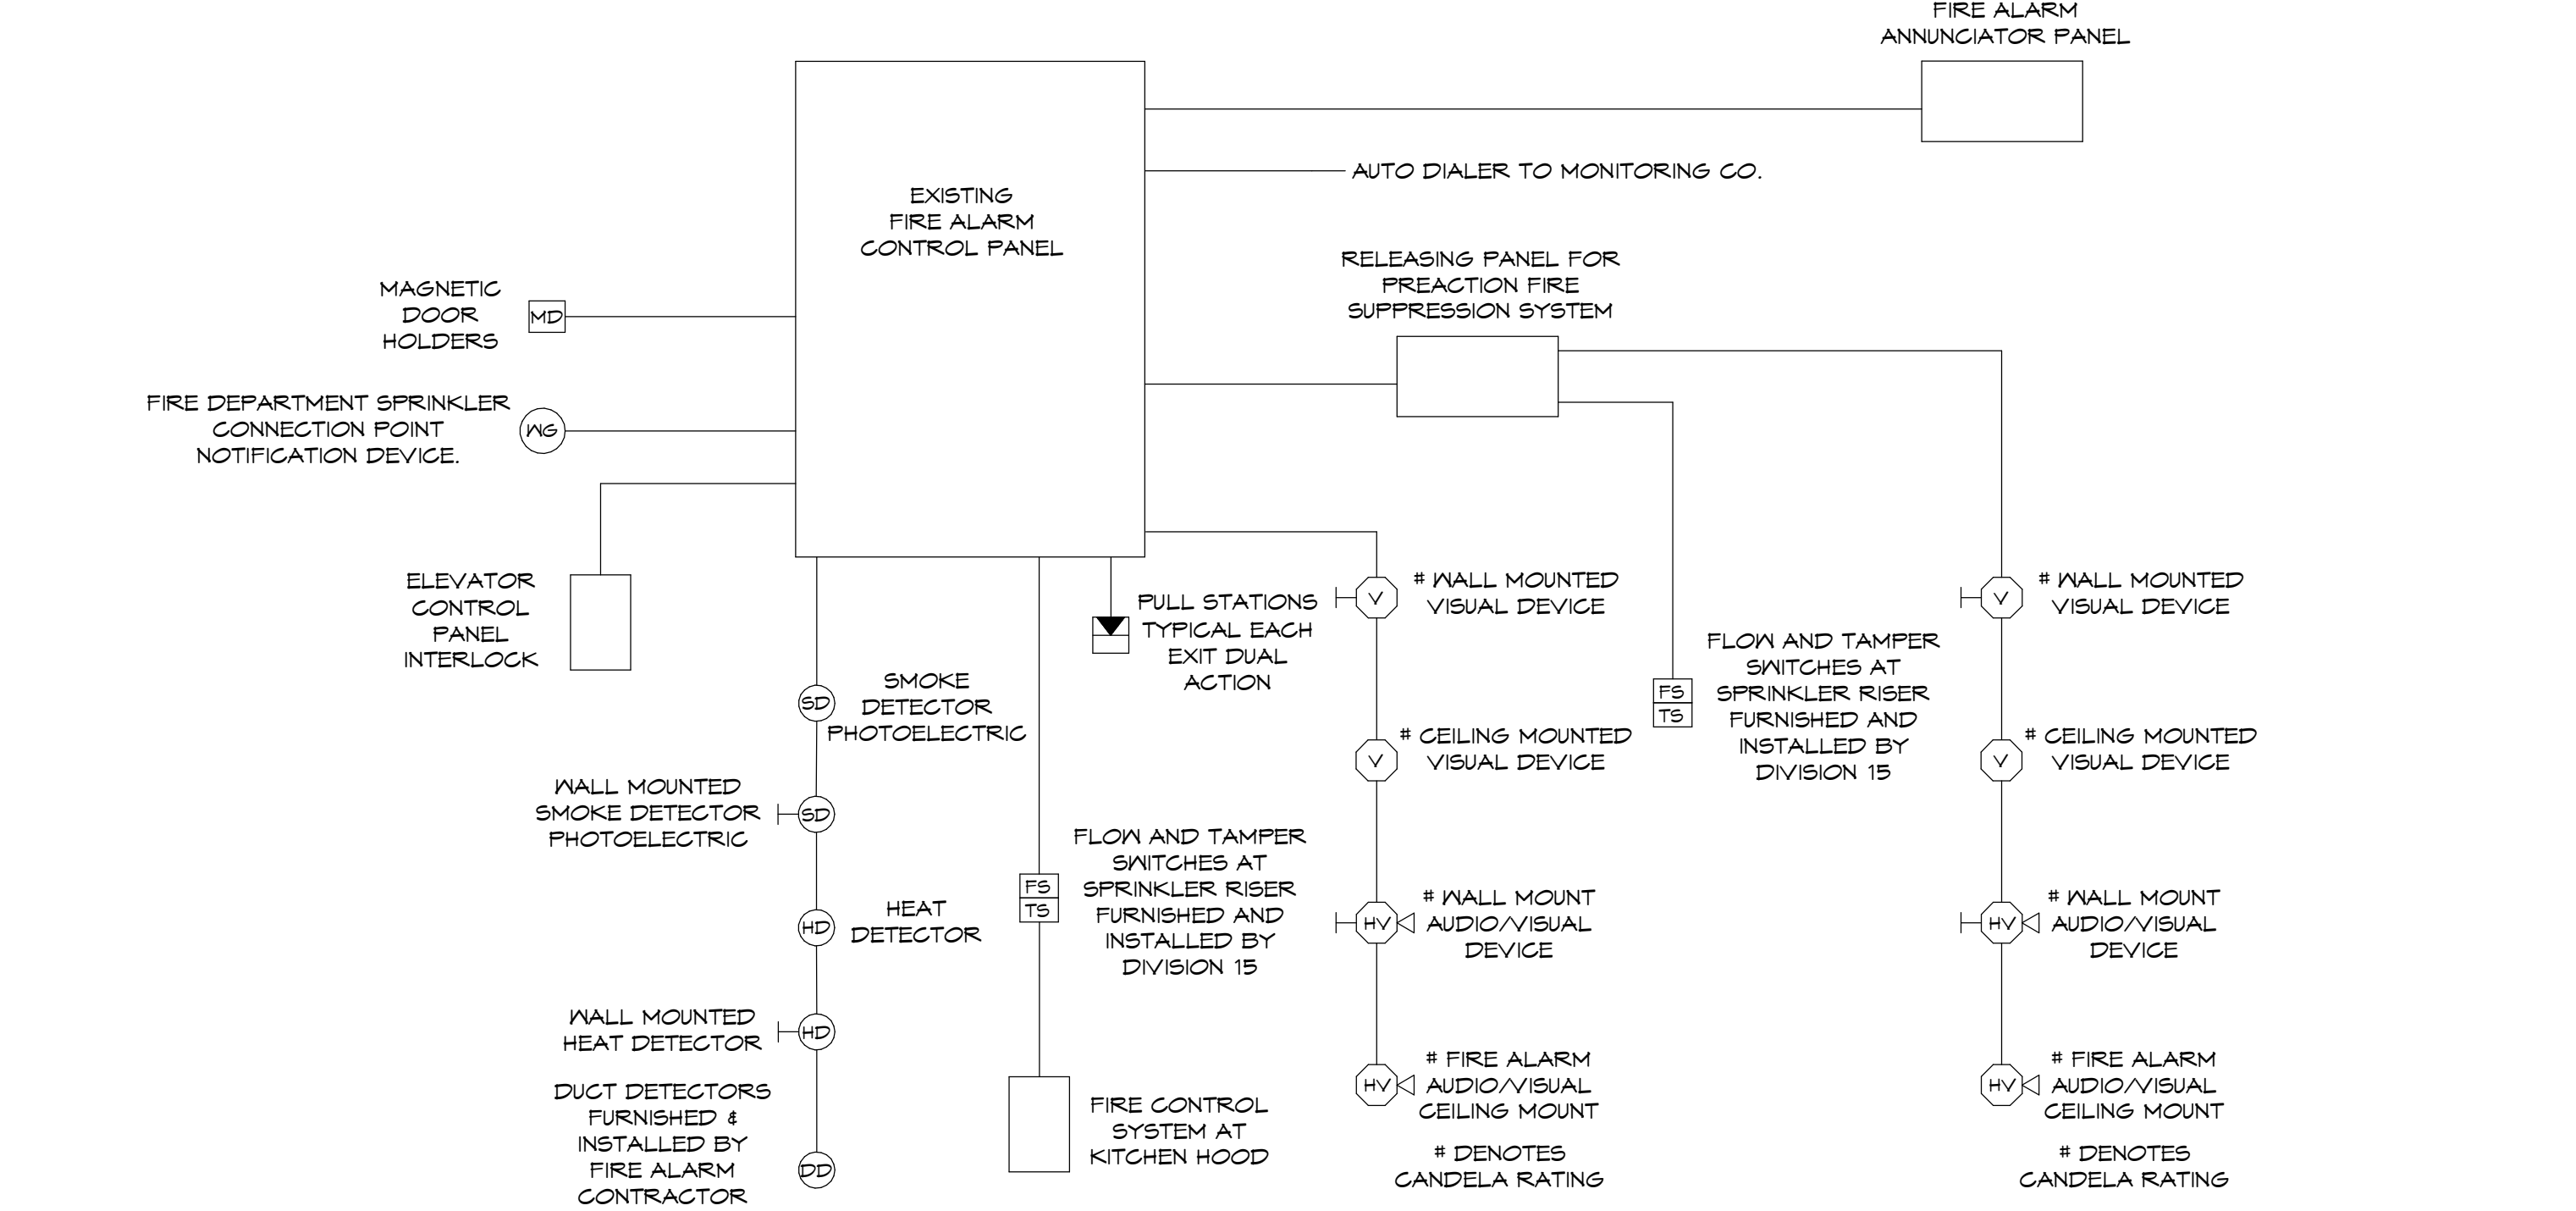 FIRE ALARM
ANNUNCIATOR PANEL
AUTO DIALER TO MONITORING CO.
EXISTING
FIRE ALARM
CONTROL PANEL
RELEASING PANEL FOR
PREACTION FIRE
SUPPRESSION SYSTEM
MAGNETIC
DOOR
HOLDERS
MD
FIRE DEPARTMENT SPRINKLER
CONNECTION POINT
NOTIFICATION DEVICE.
WG
ELEVATOR
CONTROL
PANEL
INTERLOCK
SD
SMOKE
DETECTOR
PHOTOELECTRIC
WALL MOUNTED
SMOKE DETECTOR
PHOTOELECTRIC
SD
HD
HEAT
DETECTOR
WALL MOUNTED
HEAT DETECTOR
HD
DUCT DETECTORS
FURNISHED &
INSTALLED BY
FIRE ALARM
CONTRACTOR
DD
FS
TS
FLOW AND TAMPER
SWITCHES AT
SPRINKLER RISER
FURNISHED AND
INSTALLED BY
DIVISION 15
FIRE CONTROL
SYSTEM AT
KITCHEN HOOD
PULL STATIONS
TYPICAL EACH
EXIT DUAL
ACTION
V
# WALL MOUNTED
VISUAL DEVICE
V
# CEILING MOUNTED
VISUAL DEVICE
HV
# WALL MOUNT
AUDIO/VISUAL
DEVICE
HV
# FIRE ALARM
AUDIO/VISUAL
CEILING MOUNT
# DENOTES
CANDELA RATING
FS
TS
FLOW AND TAMPER
SWITCHES AT
SPRINKLER RISER
FURNISHED AND
INSTALLED BY
DIVISION 15
V
# WALL MOUNTED
VISUAL DEVICE
V
# CEILING MOUNTED
VISUAL DEVICE
HV
# WALL MOUNT
AUDIO/VISUAL
DEVICE
HV
# FIRE ALARM
AUDIO/VISUAL
CEILING MOUNT
# DENOTES
CANDELA RATING